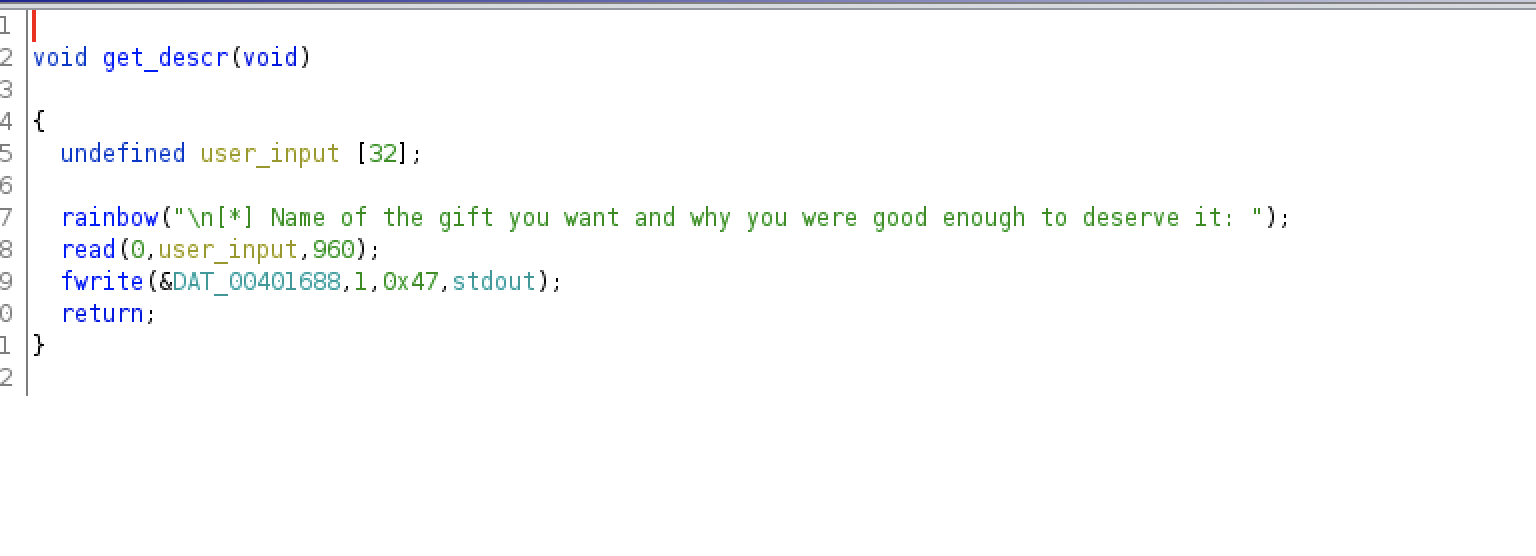 1
2 void get_descr(void)
3
4 {
5   undefined user_input [32];
6
7   rainbow("\n[*] Name of the gift you want and why you were good enough to deserve it: ");
8   read(0,user_input,960);
9   fwrite(&DAT_00401688,1,0x47,stdout);
0   return;
1 }
2